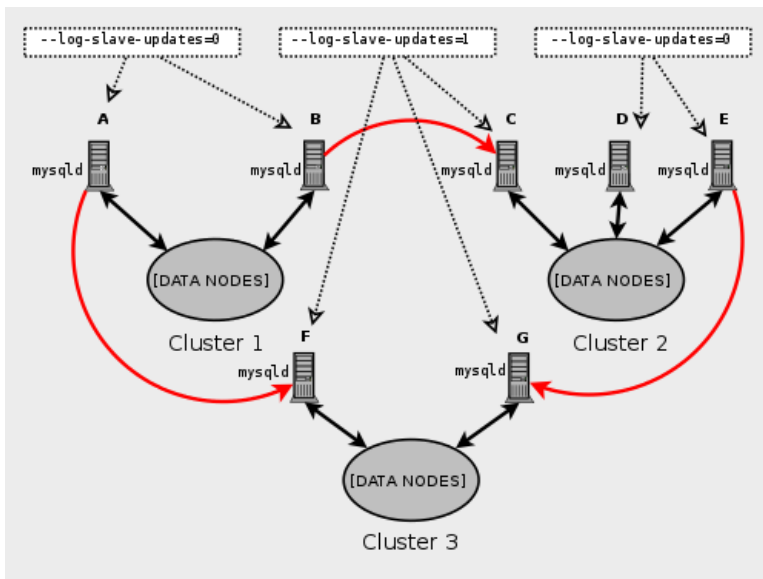 --log-slave-updates=0
--log-slave-updates=1
--log-slave-updates=0
A
B
C
D
E
mysqld
mysqld
mysqld
mysqld
mysqld
[DATA NODES]
[DATA NODES]
Cluster 1
Cluster 2
F
G
mysqld
mysqld
[DATA NODES]
Cluster 3